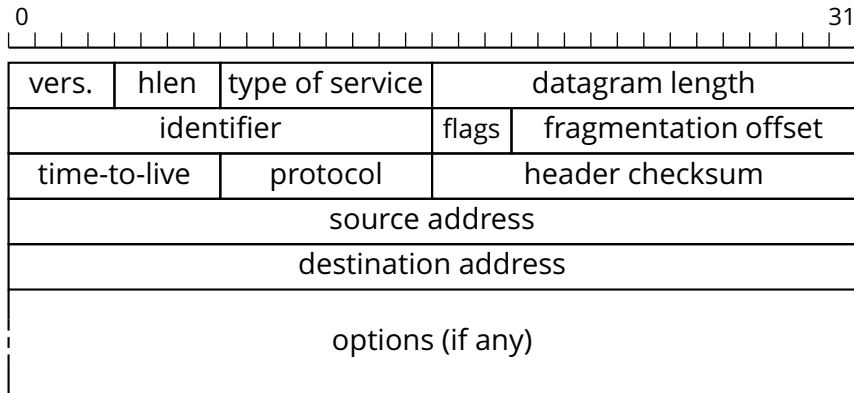 0 31
vers. hlen type of service datagram length
identifier flags fragmentation offset
time-to-live protocol header checksum
source address
destination address
options (if any)